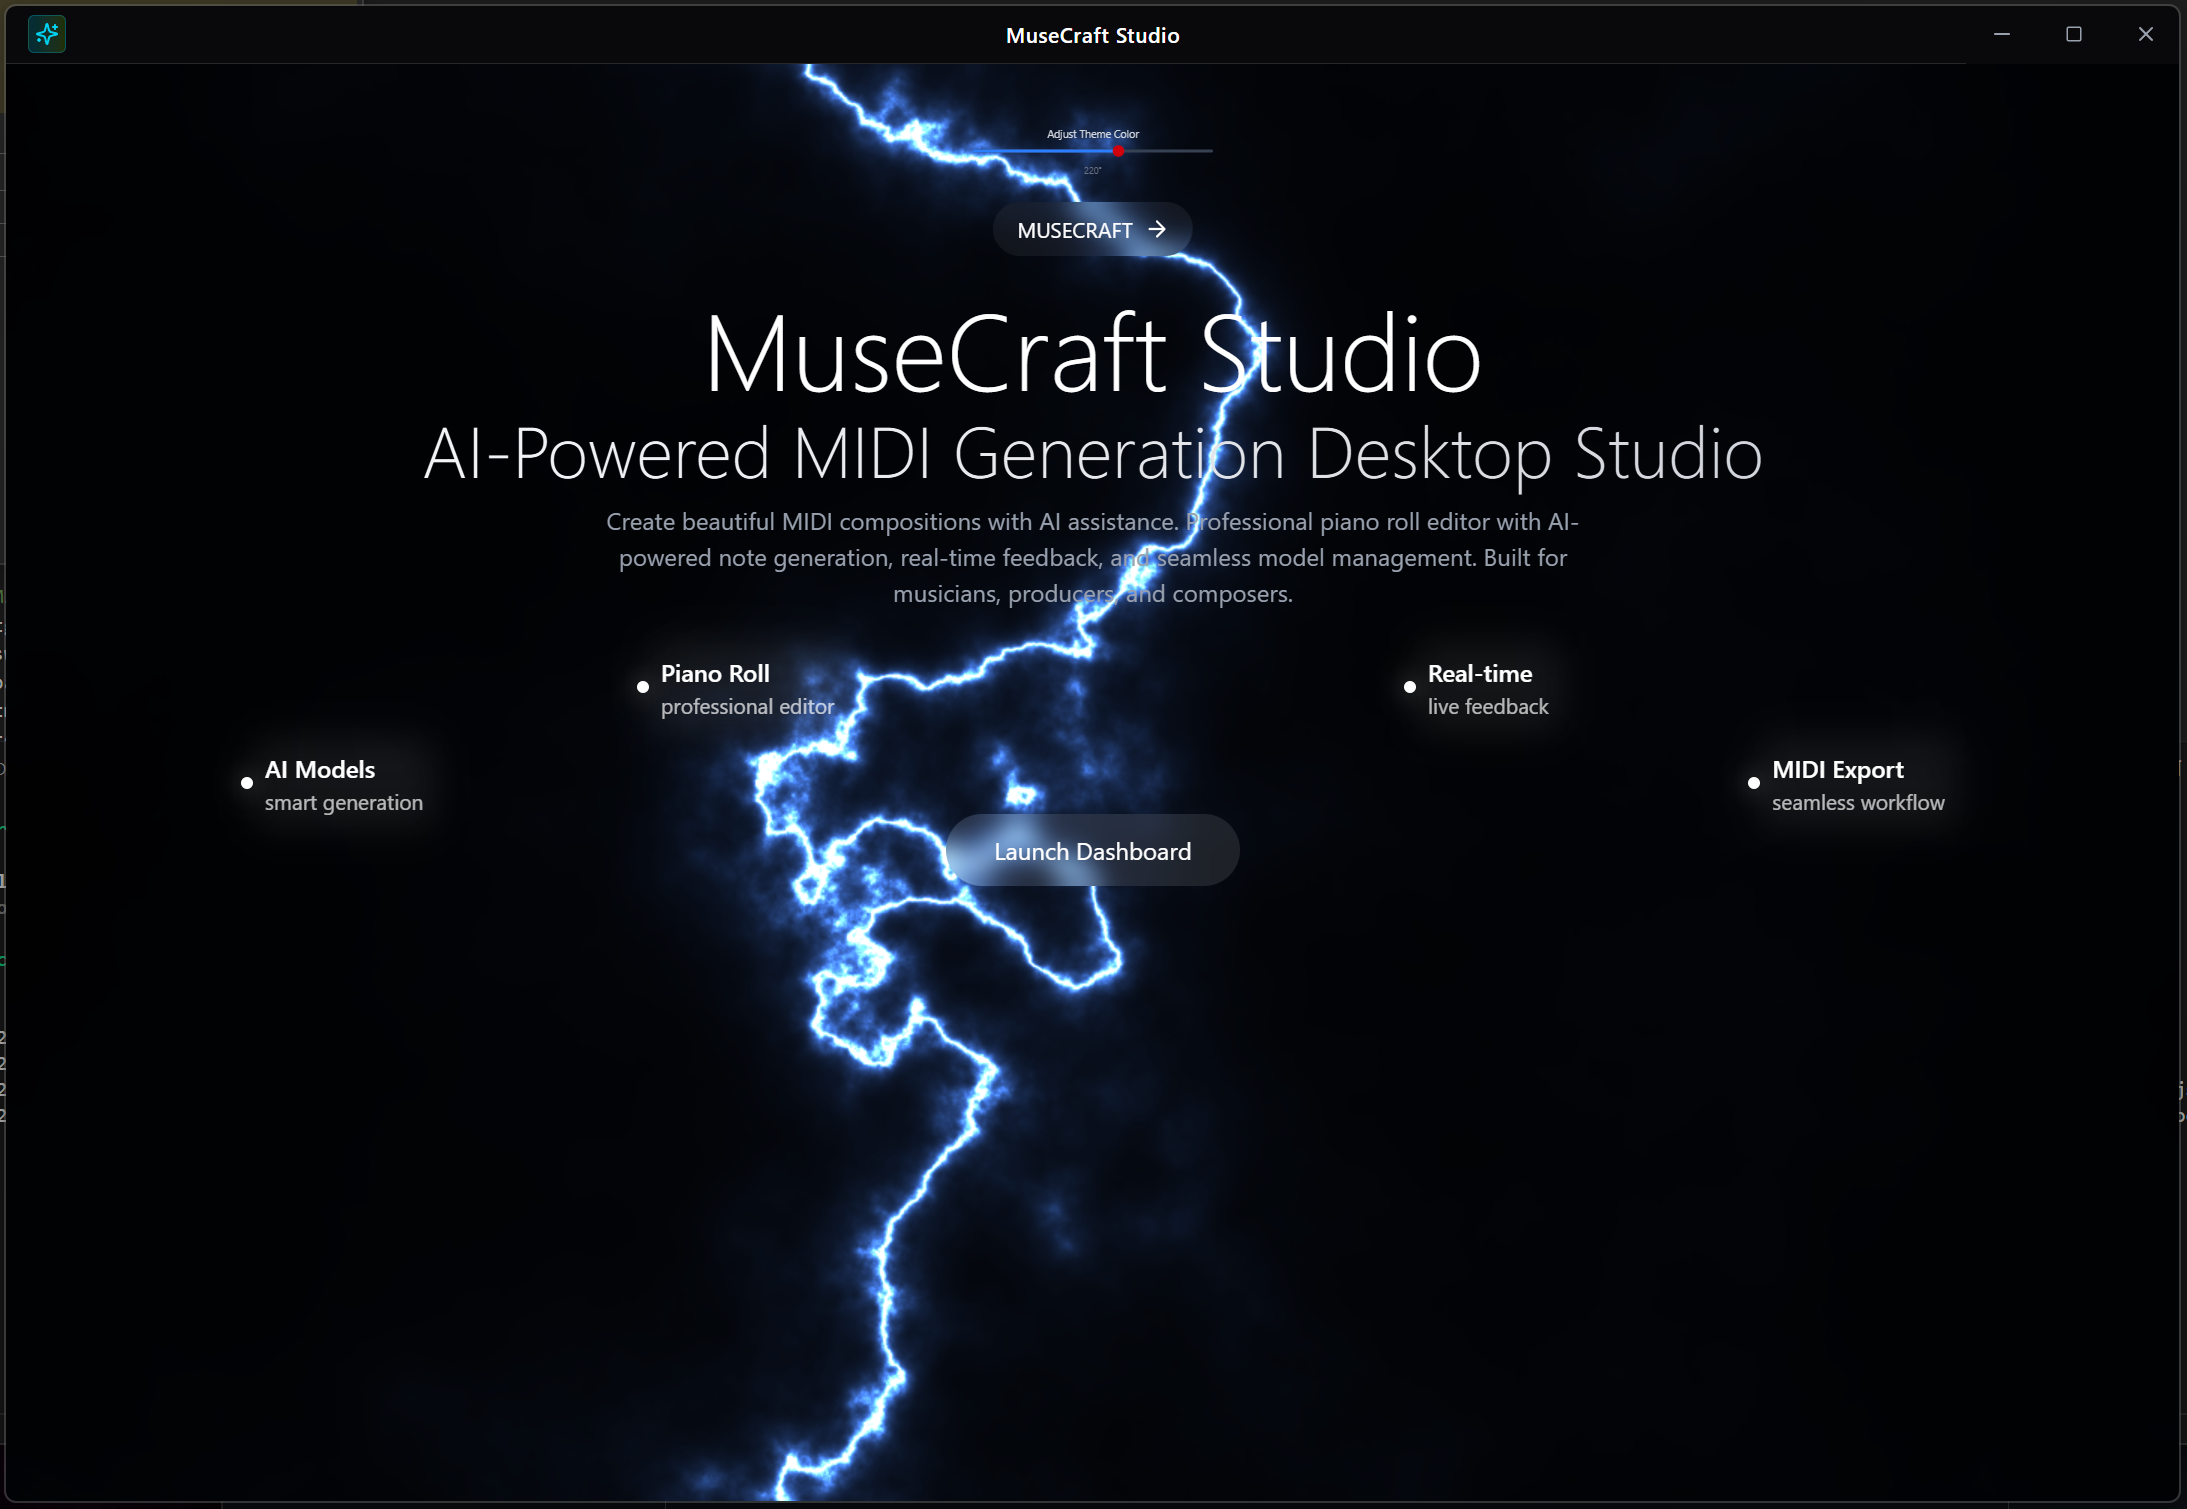 MuseCraft Studio
Adjust Theme Color
220°
MUSECRAFT
MuseCraft Studio
AI-Powered MIDI Generation Desktop Studio
Create beautiful MIDI compositions with AI assistance. Professional piano roll editor with AI-
powered note generation, real-time feedback, and seamless model management. Built for
musicians, producers, and composers.
Piano Roll
professional editor
Real-time
live feedback
AI Models
smart generation
MIDI Export
seamless workflow
Launch Dashboard